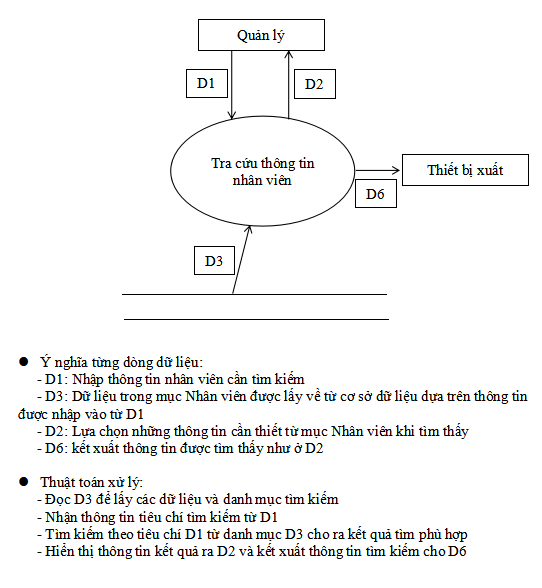 Quản lý
D1
D2
Tra cứu thông tin
nhân viên
Thiết bị xuất
D6
D3
● Ý nghĩa từng dòng dữ liệu:
- D1: Nhập thông tin nhân viên cần tìm kiếm
- D3: Dữ liệu trong mục Nhân viên được lấy về từ cơ sở dữ liệu dựa trên thông tin
được nhập vào từ D1
- D2: Lựa chọn những thông tin cần thiết từ mục Nhân viên khi tìm thấy
- D6: kết xuất thông tin được tìm thấy như ở D2
● Thuật toán xử lý:
- Đọc D3 để lấy các dữ liệu và danh mục tìm kiếm
- Nhận thông tin tiêu chí tìm kiếm từ D1
- Tìm kiếm theo tiêu chí D1 từ danh mục D3 cho ra kết quả tìm phù hợp
- Hiển thị thông tin kết quả ra D2 và kết xuất thông tin tìm kiếm cho D6